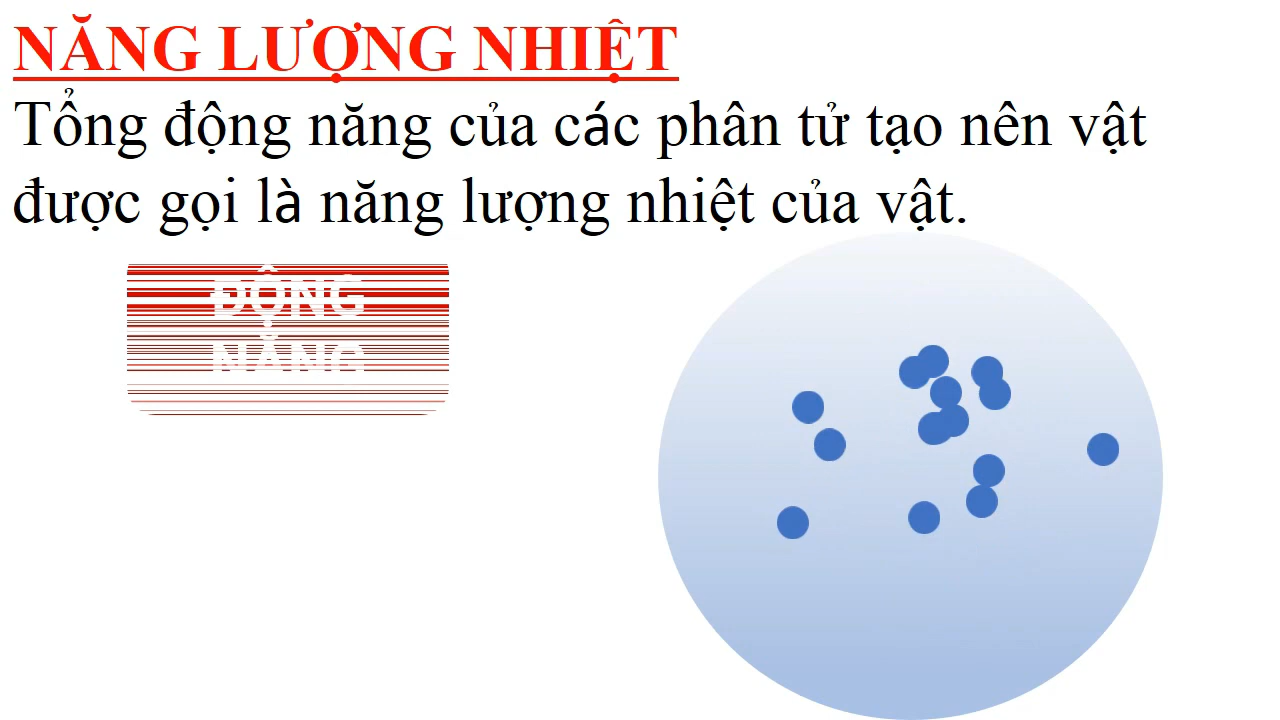 NĂNG LƯỢNG NHIỆT
Tổng động năng của các phân tử tạo nên vật
được gọi là năng lượng nhiệt của vật.
ĐỘNG
NĂNG